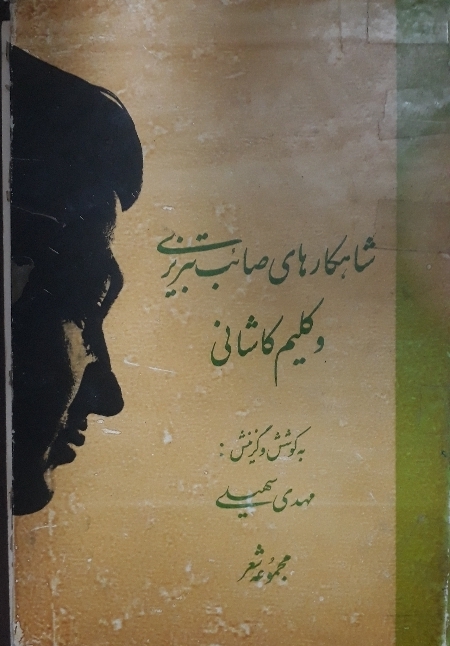 شاهکارهای صائب تبریزی
و کلیم کاشانی
به کوشش و گزینش :
مهدی سهیلی
مجموعه شعر